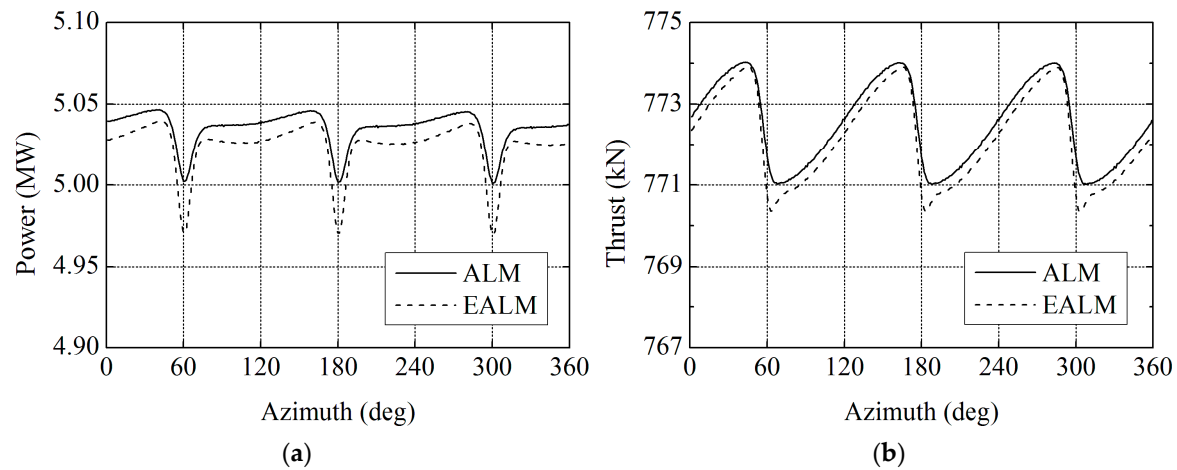 5.10
5.05
5.00
4.95
4.90
Power (MW)
ALM
EALM
0 60 120 180 240 300 360
Azimuth (deg)
(a)
775
773
771
769
767
Thrust (kN)
ALM
EALM
0 60 120 180 240 300 360
Azimuth (deg)
(b)